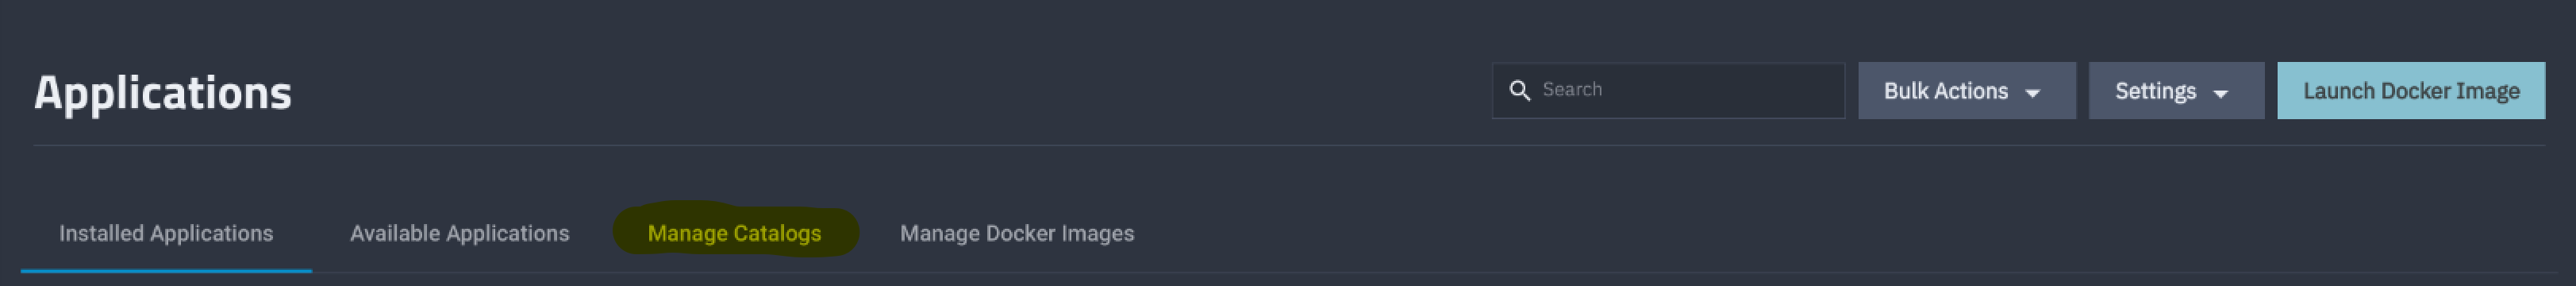 Applications
Search
Bulk Actions
Settings
Launch Docker Image
Installed Applications
Available Applications
Manage Catalogs
Manage Docker Images